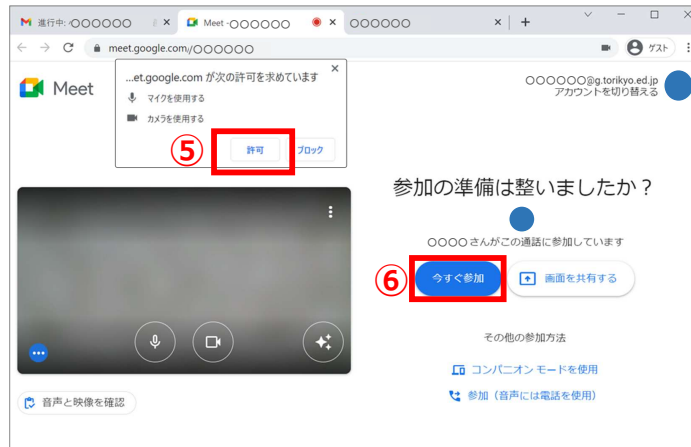 進行中: ○○○○○○
Meet -○○○○○○
○○○○○○
meet.google.com/○○○○○○
ゲスト
Meet
...et.google.com が次の許可を求めています
マイクを使用する
カメラを使用する
⑤
許可
ブロック
○○○○○○@g.torikyo.ed.jp
アカウントを切り替える
参加の準備は整いましたか？
○○○○さんがこの通話に参加しています
⑥
今すぐ参加
画面を共有する
その他の参加方法
コンパニオン モードを使用
参加（音声には電話を使用）
音声と映像を確認